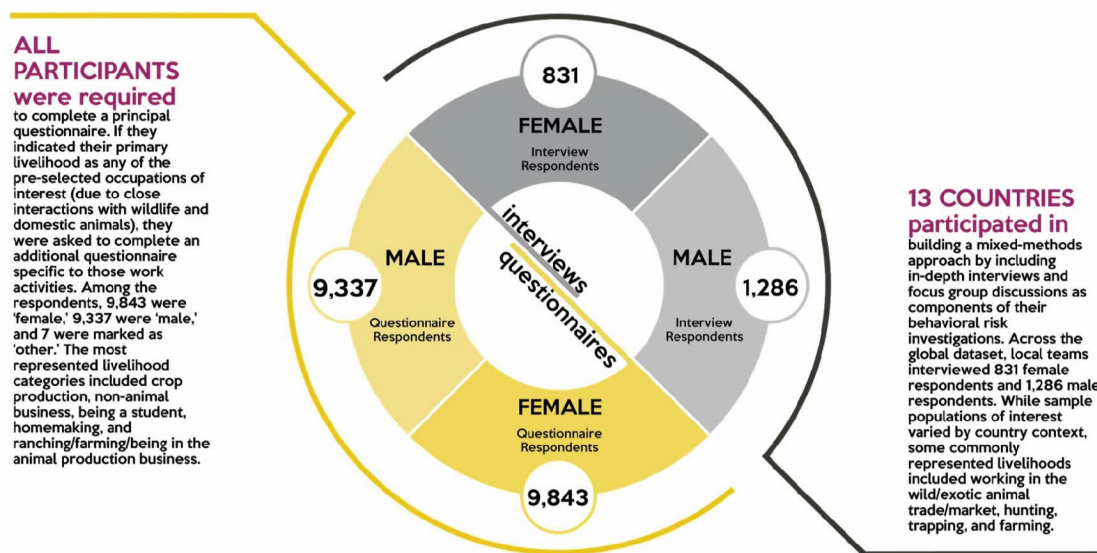 ALL
PARTICIPANTS
were required
to complete a principal
questionnaire. If they
indicated their primary
livelihood as any of the
pre-selected occupations of
interest (due to close
interactions with wildlife and
domestic animals), they
were asked to complete an
additional questionnaire
specific to those work
activities. Among the
respondents, 9,843 were
‘female,’ 9,337 were ‘male,’
and 7 were marked as
‘other.’ The most
represented livelihood
categories included crop
production, non-animal
business, being a student,
homemaking, and
ranching/farming/being in the
animal production business.
831
FEMALE
Interview
Respondents
interviews
questionnaires
MALE
9,337
Questionnaire
Respondents
MALE
1,286
Interview
Respondents
FEMALE
Questionnaire
Respondents
9,843
13 COUNTRIES
participated in
building a mixed-methods
approach by including
in-depth interviews and
focus group discussions as
components of their
behavioral risk
investigations. Across the
global dataset, local teams
interviewed 831 female
respondents and 1,286 male
respondents. While sample
populations of interest
varied by country context,
some commonly
represented livelihoods
included working in the
wild/exotic animal
trade/market, hunting,
trapping, and farming.